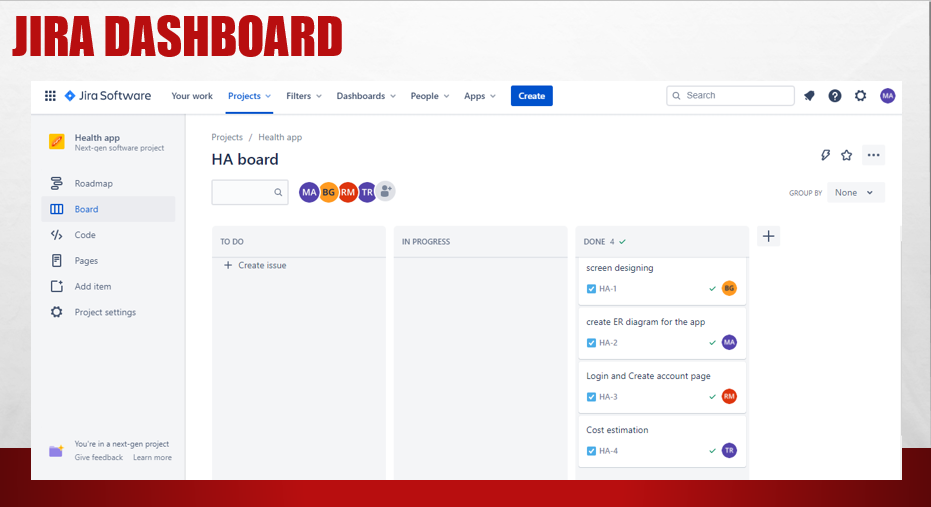 JIRA DASHBOARD
Jira Software Your work Projects Filters Dashboards People Apps Create Search MA
Health app
Next-gen software project
Roadmap
Board
Code
Pages
Add item
Project settings
You're in a next-gen project
Give feedback Learn more
Projects / Health app
HA board
MA BG RM TR
GROUP BY None
TO DO
+ Create issue
IN PROGRESS
DONE 4
screen designing
HA-1 BG
create ER diagram for the app
HA-2 MA
Login and Create account page
HA-3 RM
Cost estimation
HA-4 TR